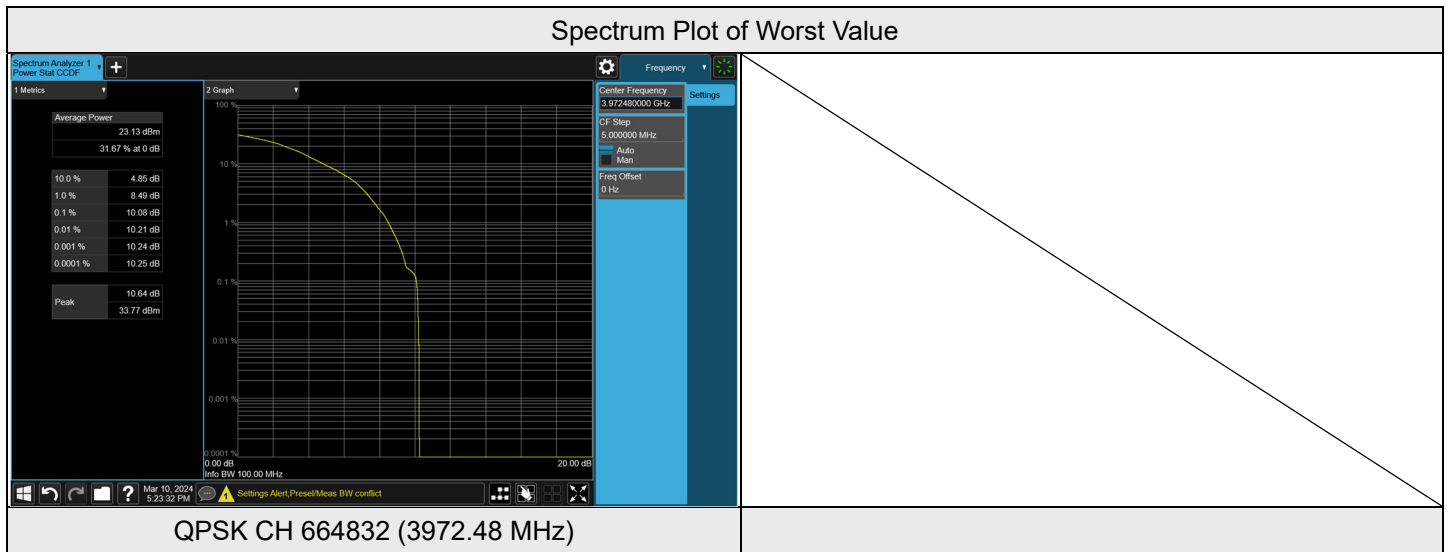 Spectrum Plot of Worst Value
Spectrum Analyzer 1
Power Stat CCDF
+
Frequency
1 Metrics
2 Graph
Average Power
23.13 dBm
31.67 % at 0 dB
10.0 % 4.85 dB
1.0 % 8.49 dB
0.1 % 10.08 dB
0.01 % 10.21 dB
0.001 % 10.24 dB
0.0001 % 10.25 dB
Peak
10.64 dB
33.77 dBm
100 %
10 %
1 %
0.1 %
0.01 %
0.001 %
0.0001 %
0.00 dB
20.00 dB
Info BW 100.00 MHz
Center Frequency
3.972480000 GHz
Settings
CF Step
5.000000 MHz
Auto
Man
Freq Offset
0 Hz
?
Mar 10, 2024
5:23:32 PM
1
Settings Alert;Presel/Meas BW conflict
QPSK CH 664832 (3972.48 MHz)